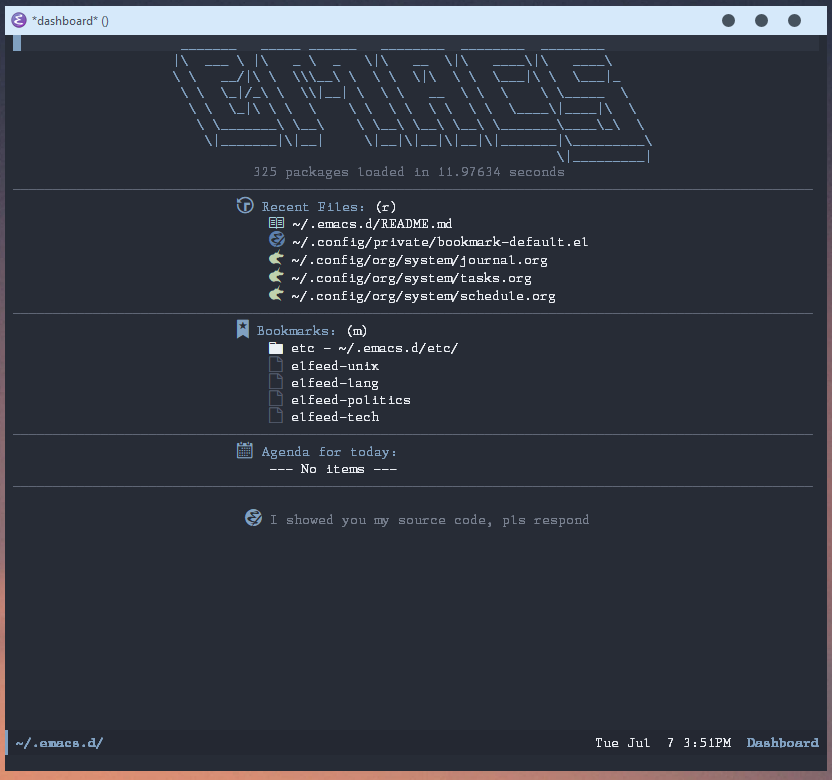 *dashboard* ()
325 packages loaded in 11.97634 seconds
Recent Files: (r)
~/.emacs.d/README.md
~/.config/private/bookmark-default.el
~/.config/org/system/journal.org
~/.config/org/system/tasks.org
~/.config/org/system/schedule.org
Bookmarks: (m)
etc - ~/.emacs.d/etc/
elfeed-unix
elfeed-lang
elfeed-politics
elfeed-tech
Agenda for today:
--- No items ---
I showed you my source code, pls respond
~/.emacs.d/ Tue Jul  7 3:51PM Dashboard